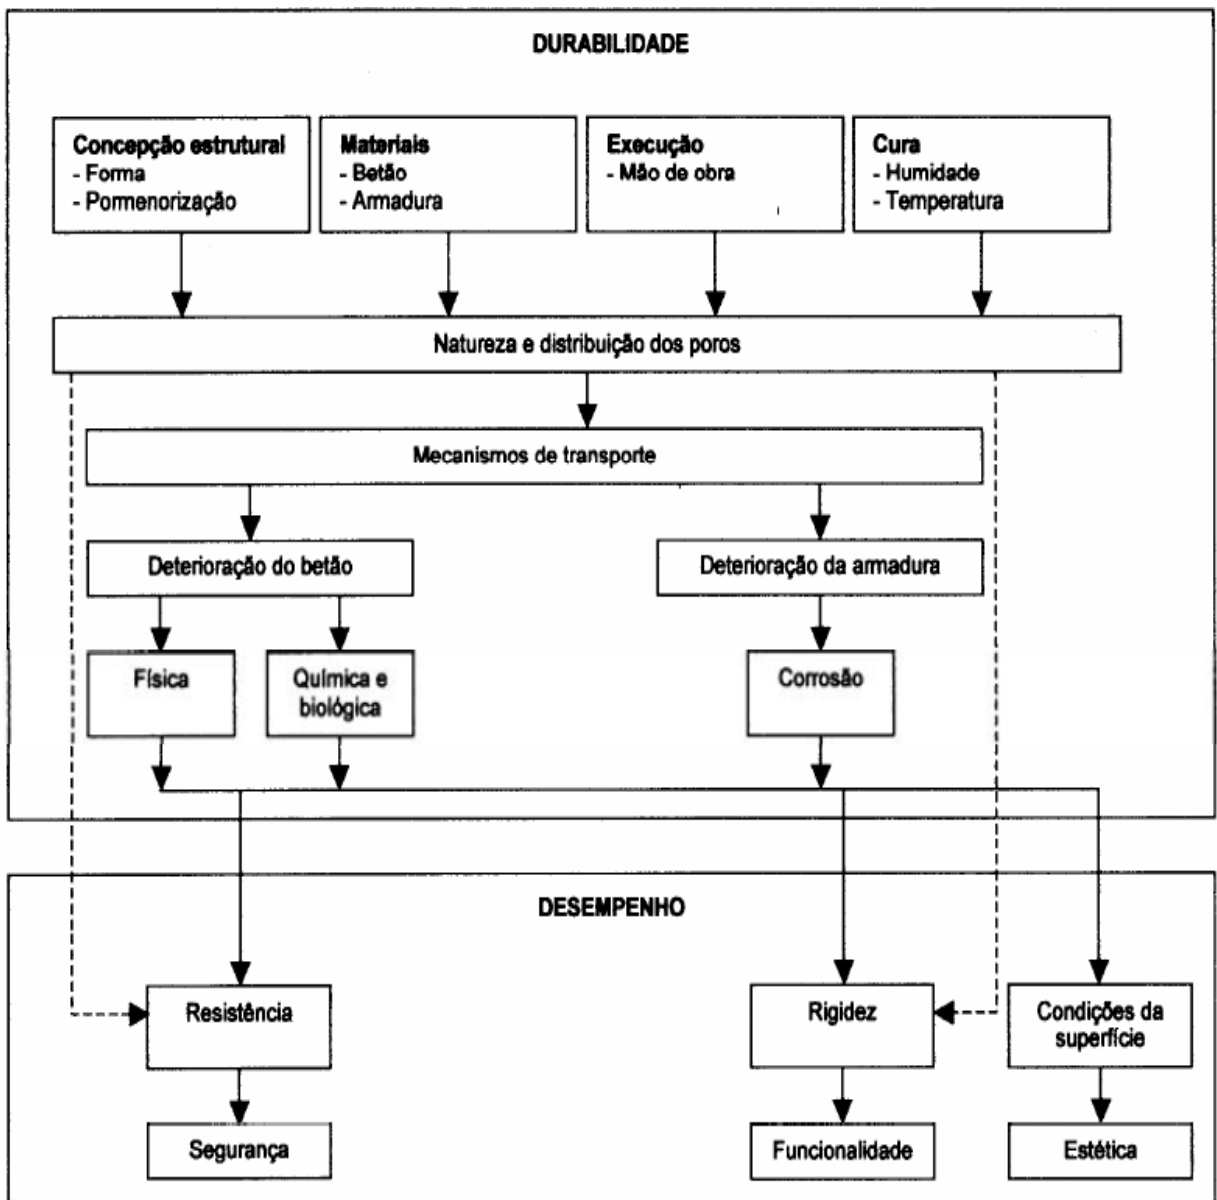 DURABILIDADE
Concepção estrutural
- Forma
- Pormenorização
Materiais
- Betão
- Armadura
Execução
- Mão de obra
Cura
- Humidade
- Temperatura
Natureza e distribuição dos poros
Mecanismos de transporte
Deterioração do betão
Deterioração da armadura
Física
Química e
biológica
Corrosão
DESEMPENHO
Resistência
Rigidez
Condições da
superfície
Segurança
Funcionalidade
Estética